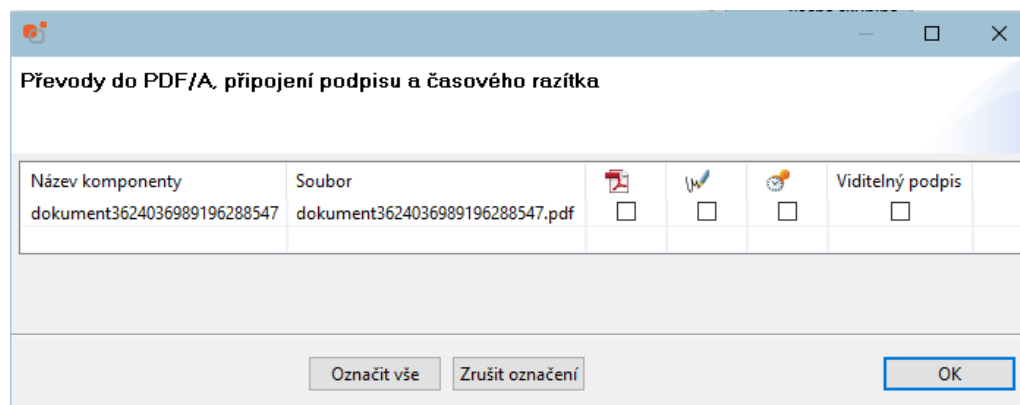 Převody do PDF/A, připojení podpisu a časového razítka
Název komponenty Soubor Viditelný podpis
dokument3624036989196288547 dokument3624036989196288547.pdf
Označit vše Zrušit označení OK